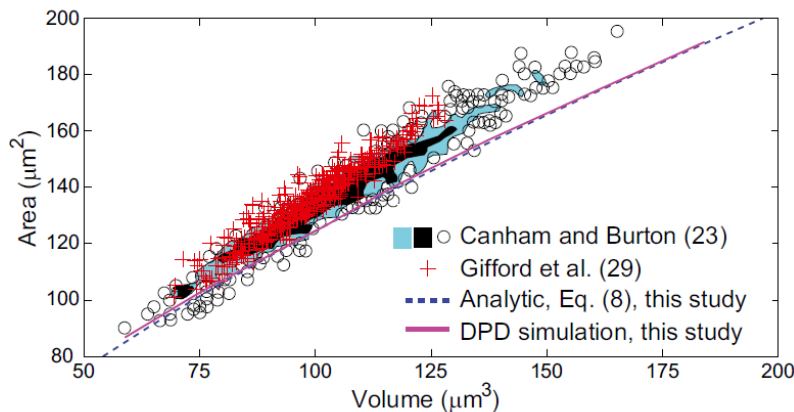 200
180
160
140
120
100
80
Area (μm²)
Canham and Burton (23)
Gifford et al. (29)
Analytic, Eq. (8), this study
DPD simulation, this study
50 75 100 125 150 175 200
Volume (μm³)